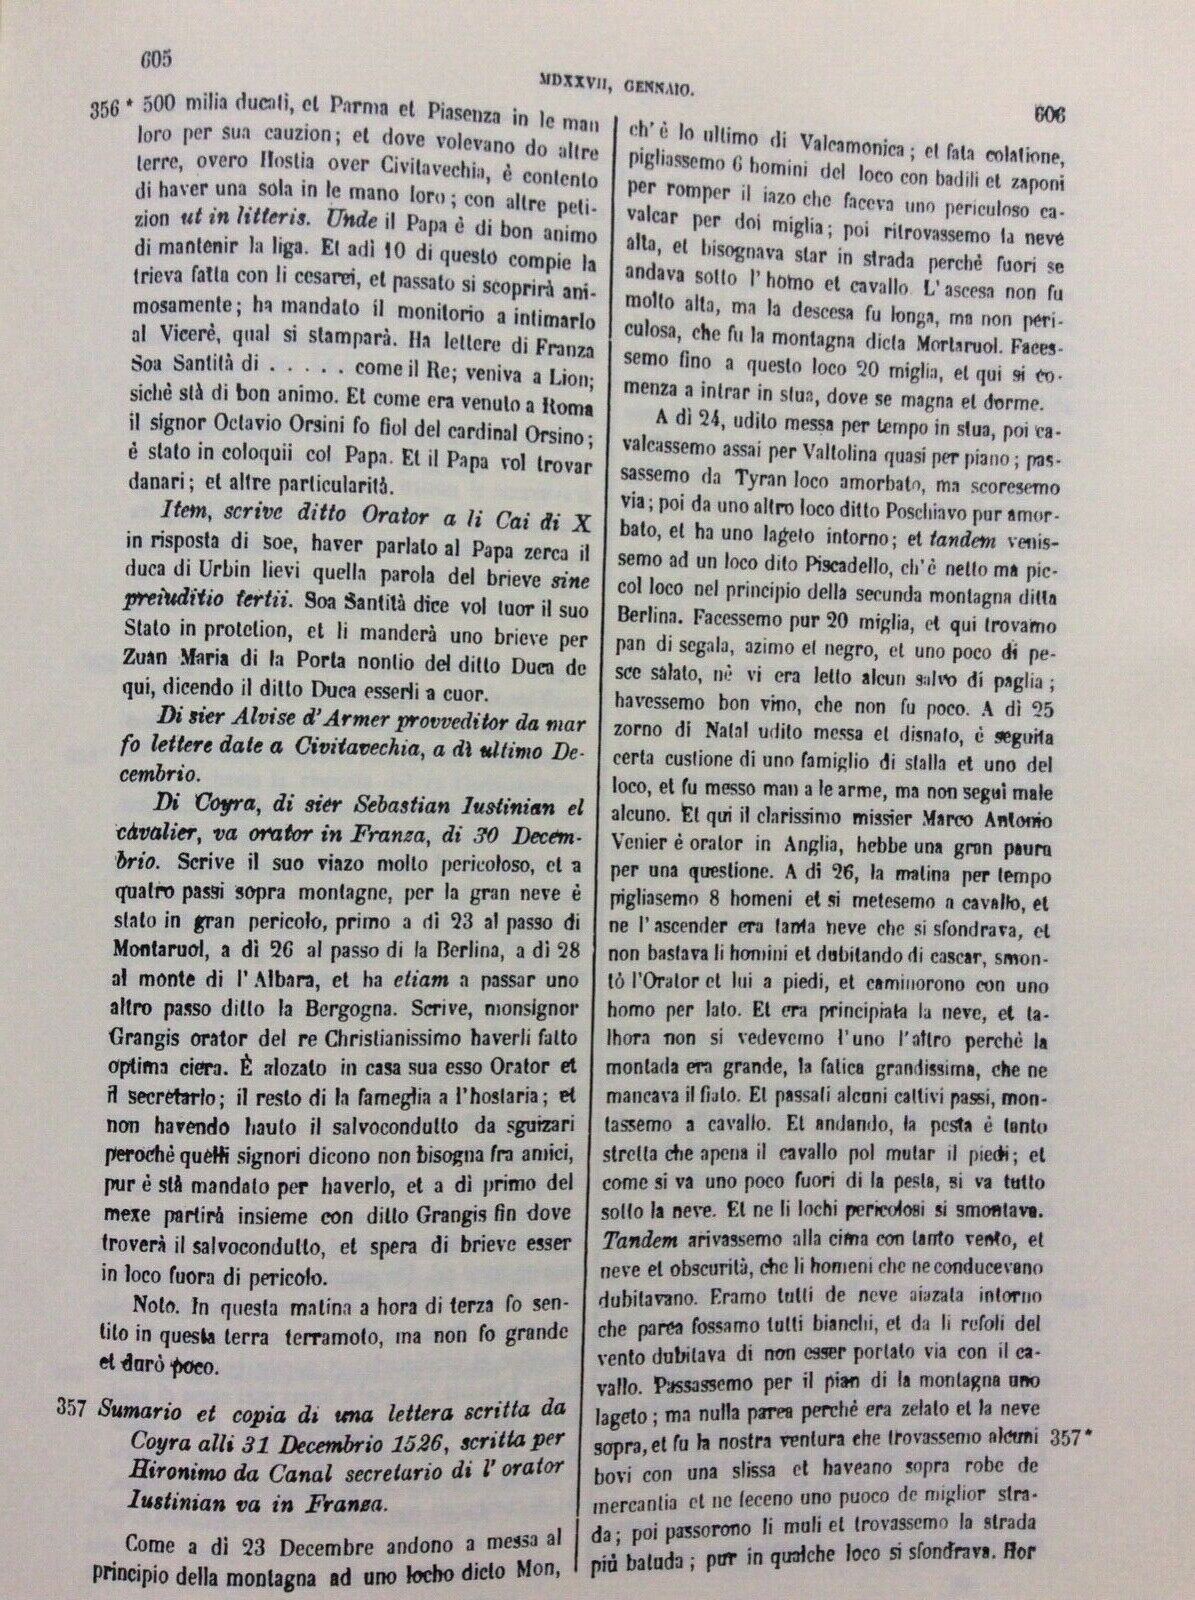 605
MDXXVII, GENNAIO.
606
356 * 500 milia ducati, et Parma et Piasenza in le man
loro per sua cauzion; et dove volevano do altre
terre, overo Hostia over Civitavechia, è contento
di haver una sola in le mano loro; con altre peti-
zion ut in litteris. Unde il Papa è di bon animo
di mantenir la liga. Et adì 10 di questo compie la
trieva fatta con li cesarei, et passato si scoprirà ani-
mosamente; ha mandato il monitorio a intimarlo
al Vicerè, qual si stamparà. Ha lettere di Franza
Soa Santità di . . . . . come il Re; veniva a Lion;
sichè stà di bon animo. Et come era venuto a Roma
il signor Octavio Orsini fo fiol del cardinal Orsino;
è stato in coloquii col Papa. Et il Papa vol trovar
danari; et altre particularità.
Item, scrive ditto Orator a li Cai di X
in risposta di soe, haver parlato al Papa zerca il
duca di Urbin lievi quella parola del brieve sine
preiuditio tertii. Soa Santità dice vol tuor il suo
Stato in protetion, et li manderà uno brieve per
Zuan Maria di la Porta nontio del ditto Duca de
qui, dicendo il ditto Duca esserli a cuor.
Di sier Alvise d'Armer provveditor da mar
fo lettere date a Civitavechia, a dì ultimo De-
cembrio.
Di Coyra, di sier Sebastian Iustinian el
cavalier, va orator in Franza, di 30 Decem-
brio. Scrive il suo viazo molto pericoloso, et a
quatro passi sopra montagne, per la gran neve è
stato in gran pericolo, primo a dì 23 al passo di
Montaruol, a dì 26 al passo di la Berlina, a dì 28
al monte di l'Albara, et ha etiam a passar uno
altro passo ditto la Bergogna. Scrive, monsignor
Grangis orator del re Christianissimo haverli fatto
optima ciera. È alozato in casa sua esso Orator et
il secretario; il resto di la fameglia a l'hostaria; et
non havendo hauto il salvocondutto da sguizari
perochè quelli signori dicono non bisogna fra amici,
pur è stà mandato per haverlo, et a dì primo del
mexe partirà insieme con ditto Grangis fin dove
troverà il salvocondutto, et spera di brieve esser
in loco fuora di pericolo.
Noto. In questa matina a hora di terza fo sen-
tito in questa terra terramoto, ma non fo grande
et durò poco.
357 Sumario et copia di una lettera scritta da
Coyra alli 31 Decembrio 1526, scritta per
Hironimo da Canal secretario di l'orator
Iustinian va in Franza.
Come a dì 23 Decembre andono a messa al
principio della montagna ad uno locho dicto Mon,
ch'è lo ultimo di Valcamonica; et fata colatione,
pigliassemo 6 homini del loco con badili et zaponi
per romper il iazo che faceva uno periculoso ca-
valcar per doi miglia; poi ritrovassemo la neve
alta, et bisognava star in strada perchè fuori se
andava sotto l'homo et cavallo. L'ascesa non fu
molto alta, ma la descesa fu longa, ma non peri-
culosa, che fu la montagna dicta Mortaruol. Faces-
semo fino a questo loco 20 miglia, et qui si co-
menza a intrar in stua, dove se magna et dorme.
A dì 24, udito messa per tempo in stua, poi ca-
valcassemo assai per Valtolina quasi per piano; pas-
sassemo da Tyran loco amorbato, ma scoresemo
via; poi da uno altro loco ditto Poschiavo pur amor-
bato, et ha uno lageto intorno; et tandem venis-
semo ad un loco dito Piscadello, ch'è netto ma pic-
col loco nel principio della secunda montagna ditta
Berlina. Facessemo pur 20 miglia, et qui trovamo
pan di segala, azimo et negro, et uno poco di pe-
sce salato, nè vi era letto alcun salvo di paglia;
havessemo bon vino, che non fu poco. A dì 25
zorno di Natal udito messa et disnato, è seguita
certa custione di uno famiglio di stalla et uno del
loco, et fu messo man a le arme, ma non seguì male
alcuno. Et qui il clarissimo missier Marco Antonio
Venier è orator in Anglia, hebbe una gran paura
per una questione. A dì 26, la matina per tempo
pigliasemo 8 homeni et si metesemo a cavallo, et
ne l'ascender era tanta neve che si sfondrava, et
non bastava li homini et dubitando di cascar, smon-
tò l'Orator et lui a piedi, et caminorono con uno
homo per lato. Et era principiata la neve, et ta-
lhora non si vedevemo l'uno l'altro perchè la
montada era grande, la fatica grandissima, che ne
mancava il fiato. Et passati alcuni cattivi passi, mon-
tassemo a cavallo. Et andando, la pesta è tanto
stretta che apena il cavallo pol mutar il piedi; et
come si va uno poco fuori di la pesta, si va tutto
sotto la neve. Et ne li lochi pericolosi si smontava.
Tandem arivassemo alla cima con tanto vento, et
neve et obscurità, che li homeni che ne conducevano
dubitavano. Eramo tutti de neve aiazata intorno
che parea fossamo tutti bianchi, et da li refoli del
vento dubitava di non esser portato via con il ca-
vallo. Passassemo per il pian di la montagna uno
lageto; ma nulla parea perchè era zelato et la neve
sopra, et fu la nostra ventura che trovassemo alcuni 357*
bovi con una slissa et haveano sopra robe de
mercantia et ne feceno uno puoco de miglior stra-
da; poi passorono li muli et trovassemo la strada
più batuda; pur in qualche loco si sfondrava. Hor